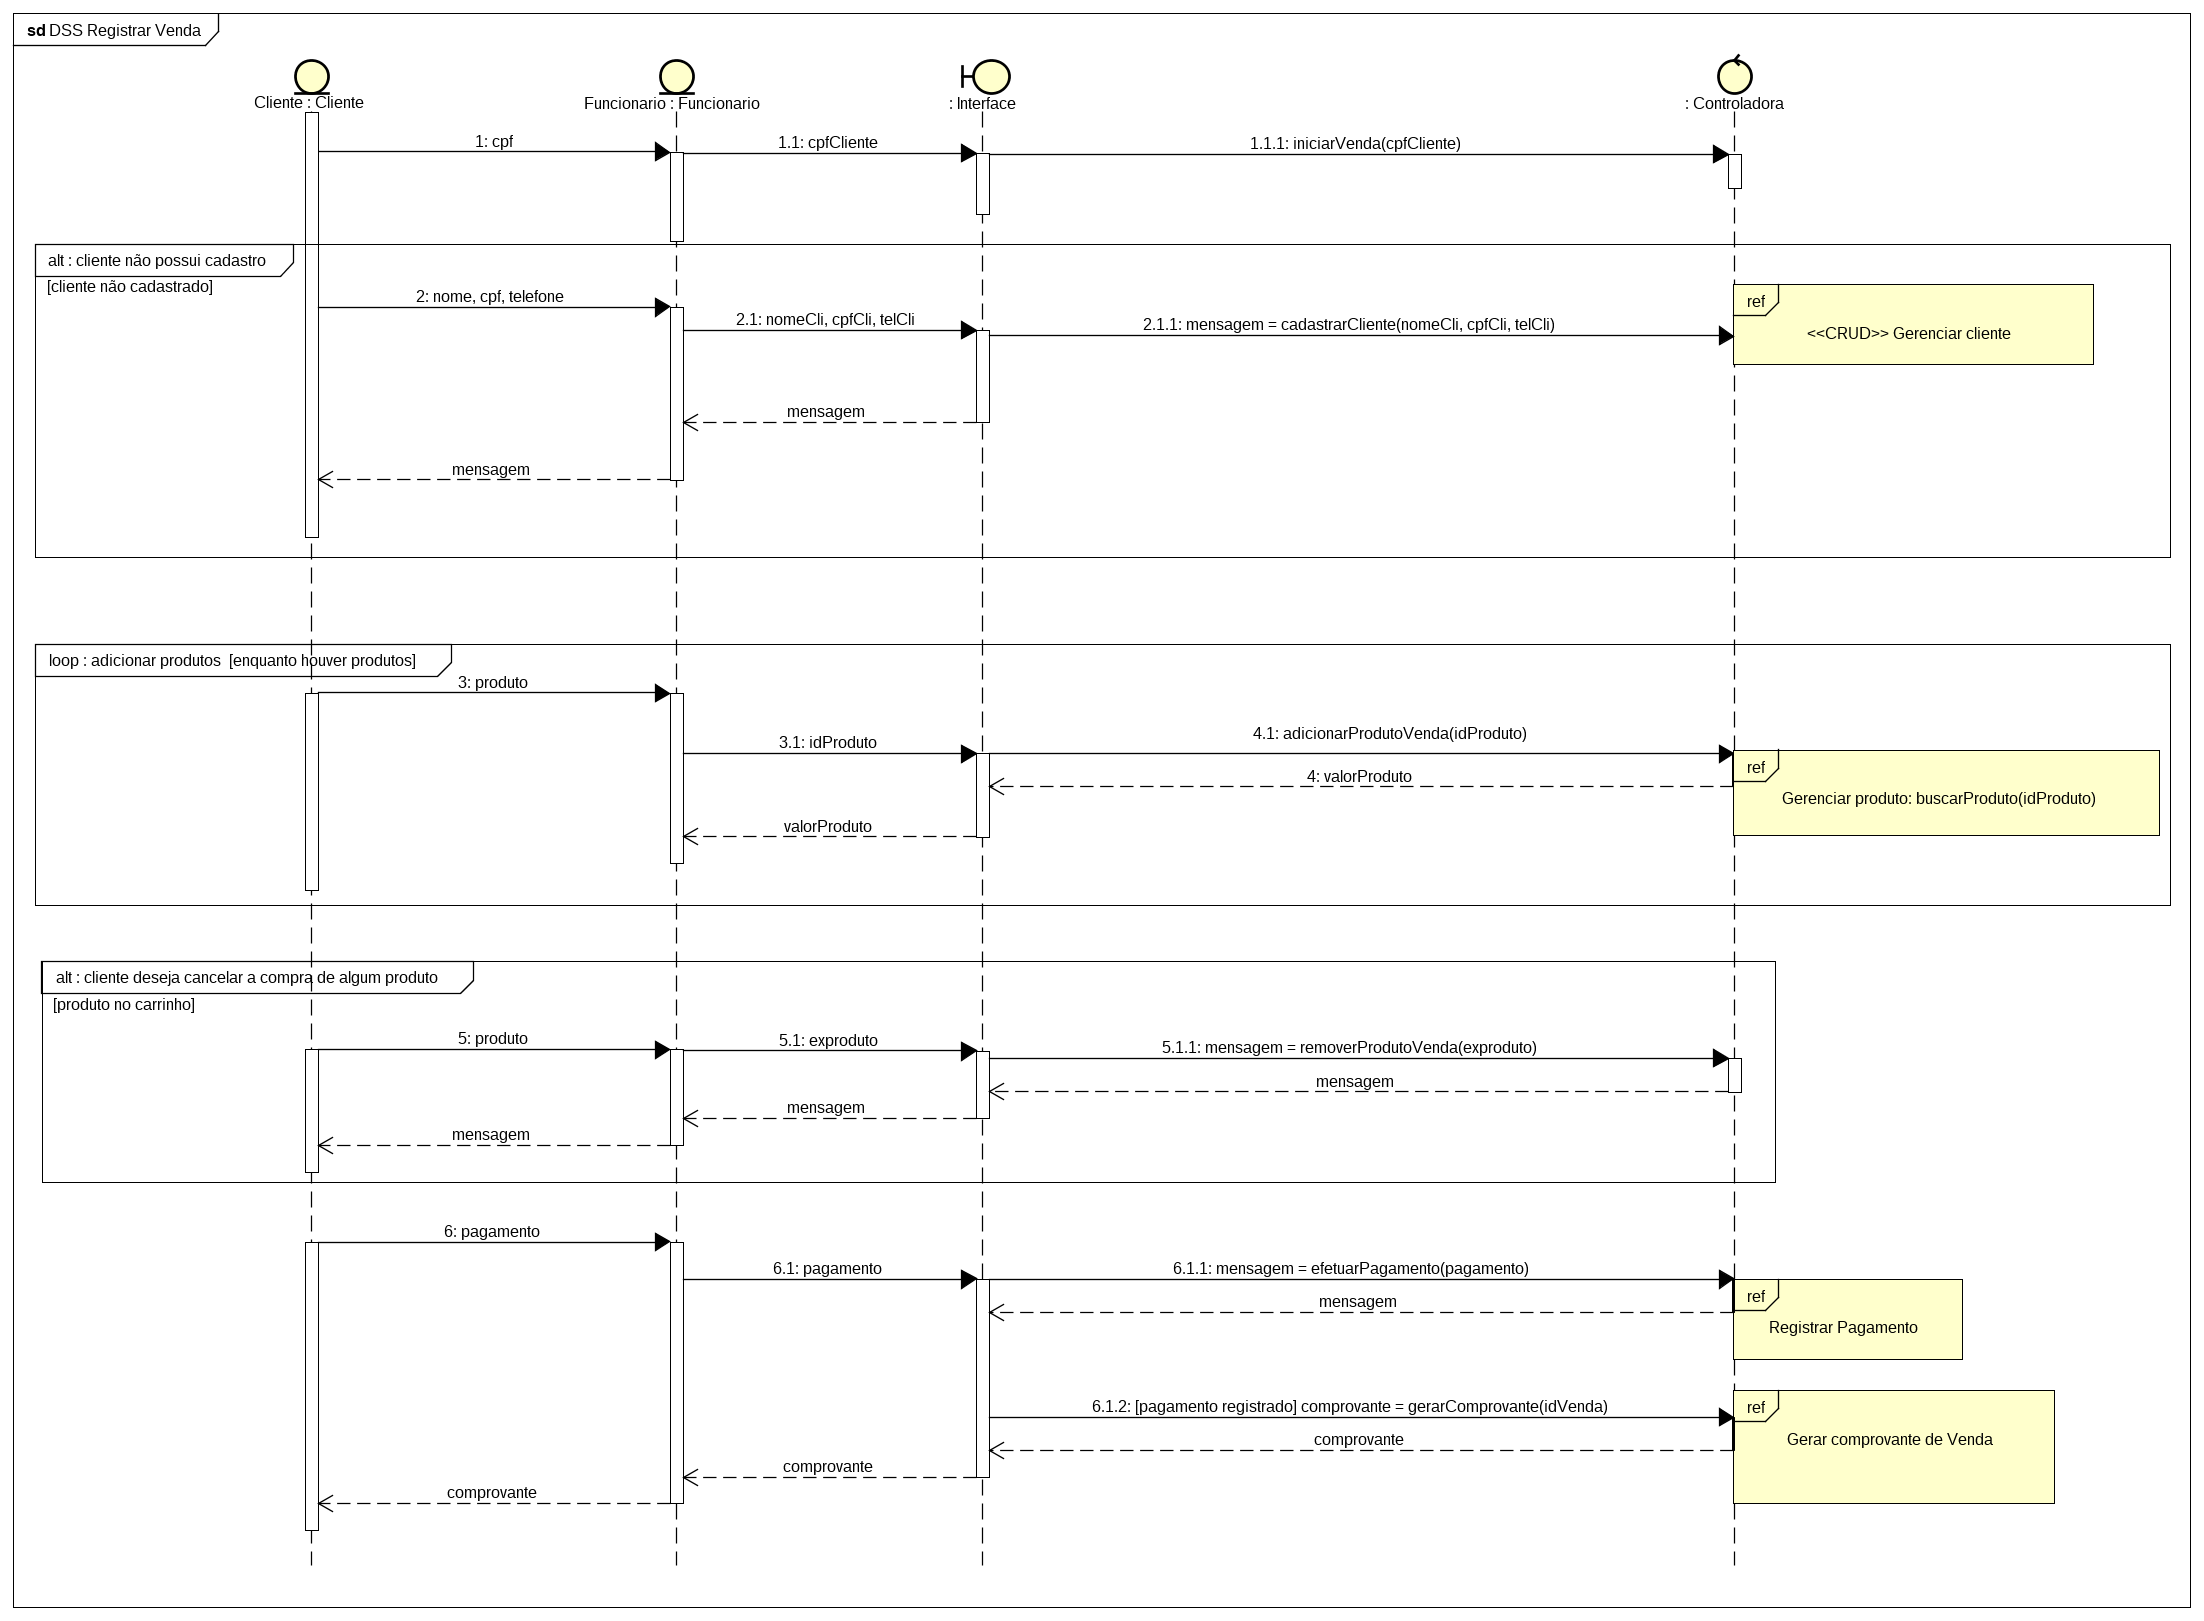 sd DSS Registrar Venda
Cliente : Cliente
Funcionario : Funcionario
: Interface
: Controladora
1: cpf
1.1: cpfCliente
1.1.1: iniciarVenda(cpfCliente)
alt : cliente não possui cadastro
[cliente não cadastrado]
2: nome, cpf, telefone
2.1: nomeCli, cpfCli, telCli
2.1.1: mensagem = cadastrarCliente(nomeCli, cpfCli, telCli)
ref
<<CRUD>> Gerenciar cliente
mensagem
mensagem
loop : adicionar produtos  [enquanto houver produtos]
3: produto
3.1: idProduto
4.1: adicionarProdutoVenda(idProduto)
ref
4: valorProduto
Gerenciar produto: buscarProduto(idProduto)
valorProduto
alt : cliente deseja cancelar a compra de algum produto
[produto no carrinho]
5: produto
5.1: exproduto
5.1.1: mensagem = removerProdutoVenda(exproduto)
mensagem
mensagem
mensagem
6: pagamento
6.1: pagamento
6.1.1: mensagem = efetuarPagamento(pagamento)
ref
mensagem
Registrar Pagamento
6.1.2: [pagamento registrado] comprovante = gerarComprovante(idVenda)
ref
comprovante
Gerar comprovante de Venda
comprovante
comprovante